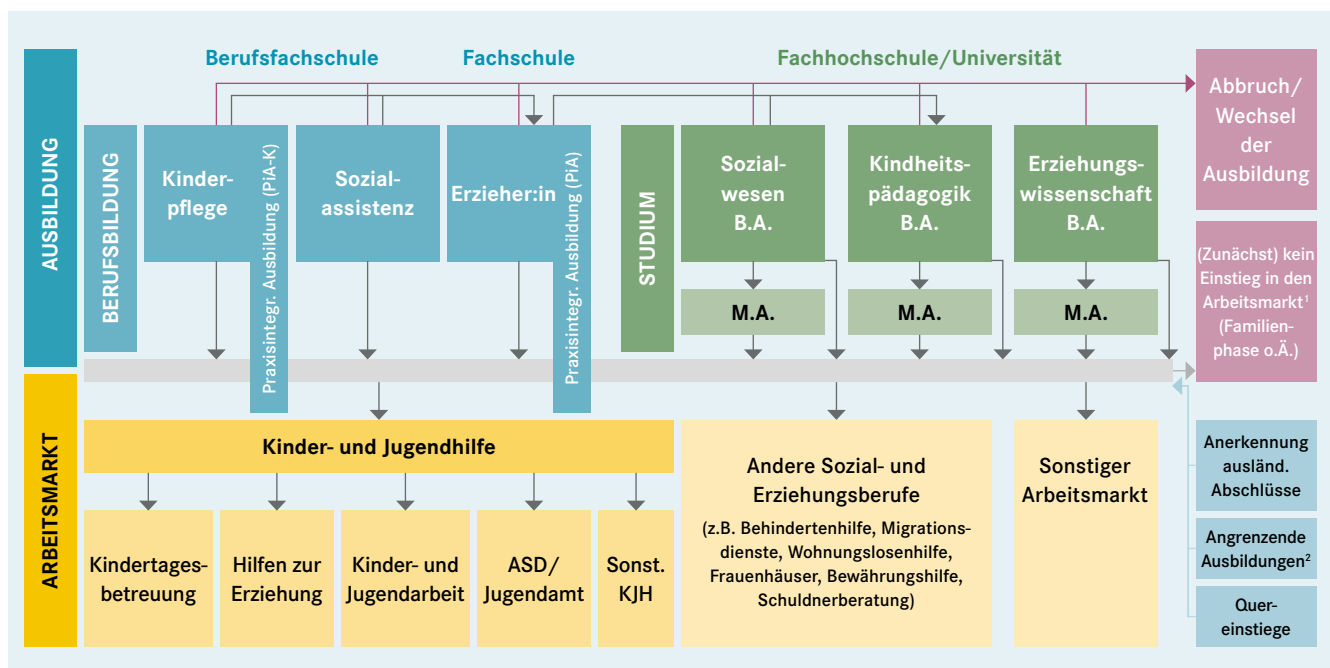 Berufsfachschule
Fachschule
Fachhochschule/Universität
AUSBILDUNG
BERUFSBILDUNG
Kinder-
pflege
Praxisintegr. Ausbildung (PiA-K)
Sozial-
assistenz
Erzieher:in
Praxisintegr. Ausbildung (PiA)
STUDIUM
Sozial-
wesen
B.A.
Kindheits-
pädagogik
B.A.
Erziehungs-
wissenschaft
B.A.
M.A.
M.A.
M.A.
Abbruch/
Wechsel
der
Ausbildung
(Zunächst) kein
Einstieg in den
Arbeitsmarkt¹
(Familien-
phase o.Ä.)
ARBEITSMARKT
Kinder- und Jugendhilfe
Kindertages-
betreuung
Hilfen zur
Erziehung
Kinder- und
Jugendarbeit
ASD/
Jugendamt
Sonst.
KJH
Andere Sozial- und
Erziehungsberufe
(z.B. Behindertenhilfe, Migrations-
dienste, Wohnungslosenhilfe,
Frauenhäuser, Bewährungshilfe,
Schuldnerberatung)
Sonstiger
Arbeitsmarkt
Anerkennung
ausländ.
Abschlüsse
Angrenzende
Ausbildungen²
Quer-
einstiege